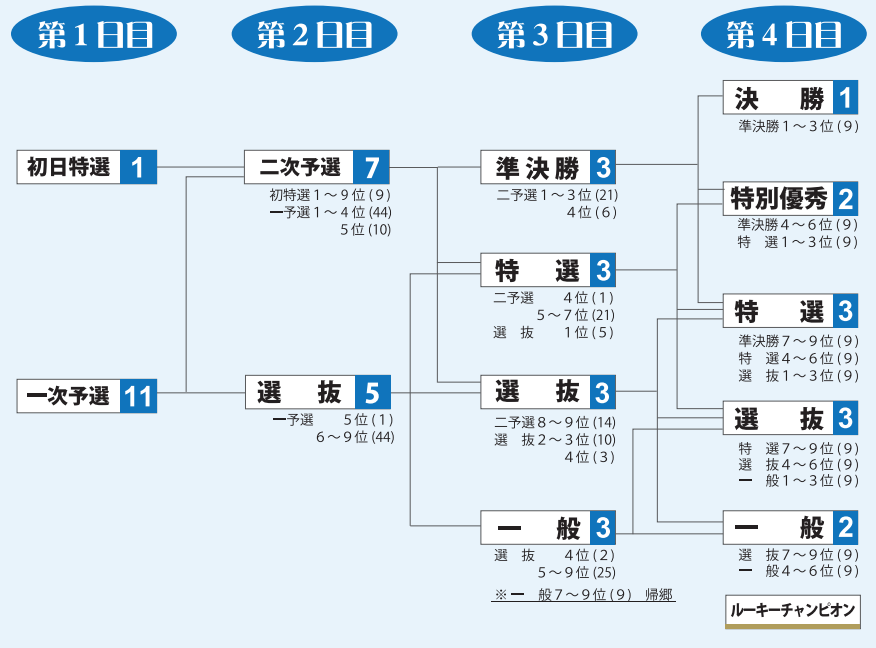 第1日目
第2日目
第3日目
第4日目
初日特選 1
一次予選 11
二次予選 7
初特選1〜9位(9)
一予選1〜4位(44)
5位(10)
選 抜 5
一予選 5位(1)
6〜9位(44)
準決勝 3
二予選1〜3位(21)
4位(6)
特 選 3
二予選 4位(1)
5〜7位(21)
選 抜 1位(5)
選 抜 3
二予選8〜9位(14)
選 抜2〜3位(10)
4位(3)
一 般 3
選 抜 4位(2)
5〜9位(25)
※一 般7〜9位(9) 帰郷
決 勝 1
準決勝1〜3位(9)
特別優秀 2
準決勝4〜6位(9)
特 選1〜3位(9)
特 選 3
準決勝7〜9位(9)
特 選4〜6位(9)
選 抜1〜3位(9)
選 抜 3
特 選7〜9位(9)
選 抜4〜6位(9)
一 般1〜3位(9)
一 般 2
選 抜7〜9位(9)
一 般4〜6位(9)
ルーキーチャンピオン